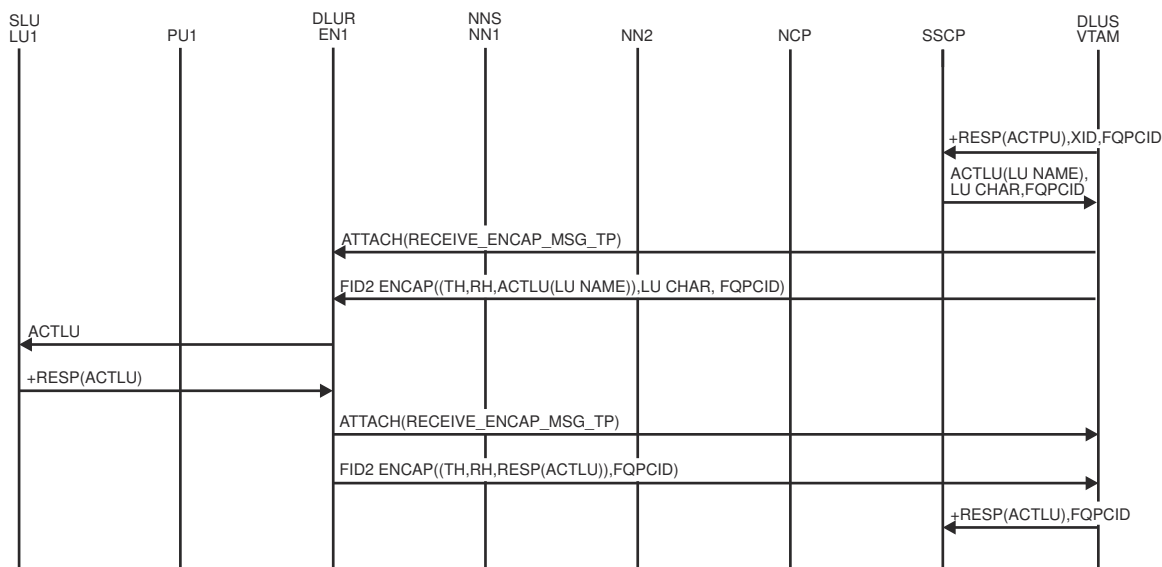 SLU
LU1
PU1
DLUR
EN1
NNS
NN1
NN2
NCP
SSCP
DLUS
VTAM
+RESP(ACTPU),XID,FQPCID
ACTLU(LU NAME),
LU CHAR,FQPCID
ATTACH(RECEIVE_ENCAP_MSG_TP)
FID2 ENCAP((TH,RH,ACTLU(LU NAME)),LU CHAR, FQPCID)
ACTLU
+RESP(ACTLU)
ATTACH(RECEIVE_ENCAP_MSG_TP)
FID2 ENCAP((TH,RH,RESP(ACTLU)),FQPCID)
+RESP(ACTLU),FQPCID